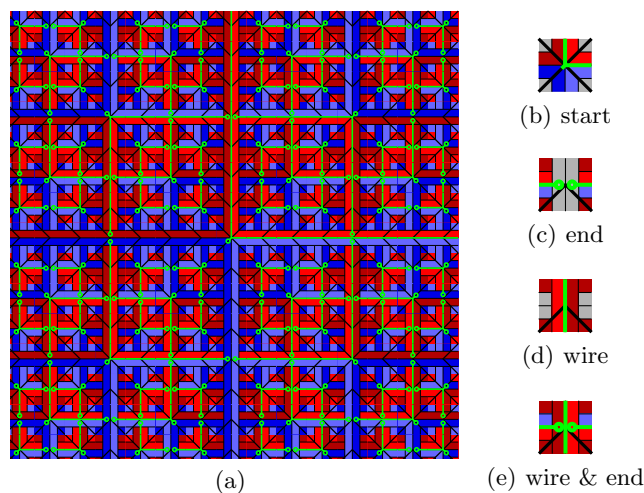 (b) start
(c) end
(d) wire
(a)
(e) wire & end